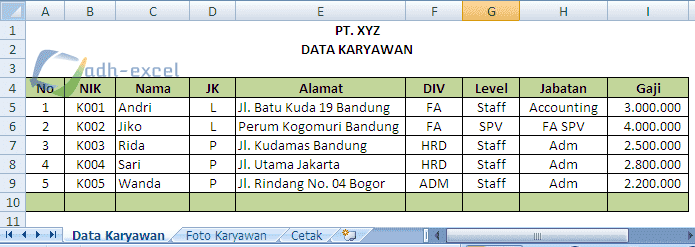 A B C D E F G H I
1 PT. XYZ
2 DATA KARYAWAN
3 adh-excel
4 No NIK Nama JK Alamat DIV Level Jabatan Gaji
5 1 K001 Andri L Jl. Batu Kuda 19 Bandung FA Staff Accounting 3.000.000
6 2 K002 Jiko L Perum Kogomuri Bandung FA SPV FA SPV 4.000.000
7 3 K003 Rida P Jl. Kudamas Bandung HRD Staff Adm 2.500.000
8 4 K004 Sari P Jl. Utama Jakarta HRD Staff Adm 2.800.000
9 5 K005 Wanda P Jl. Rindang No. 04 Bogor ADM Staff Adm 2.200.000
10
11
Data Karyawan Foto Karyawan Cetak